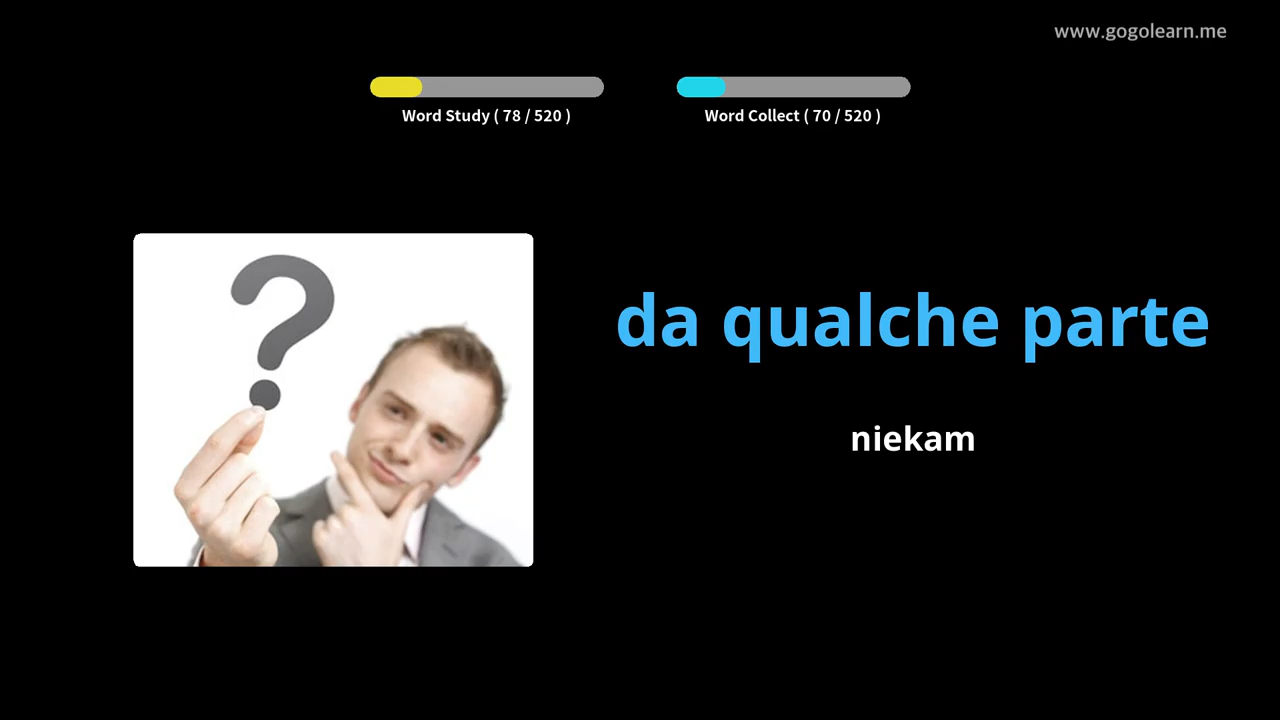 www.gogolearn.me
Word Study ( 78 / 520 )
Word Collect ( 70 / 520 )
da qualche parte
niekam